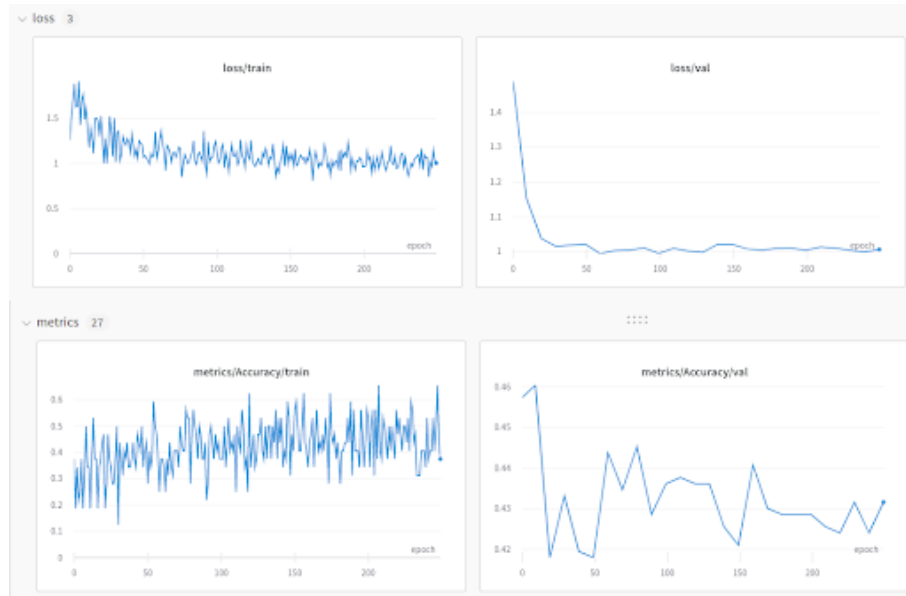 loss 3
loss/train
1.5
1
0.5
0
epoch
0 50 100 150 200
loss/val
1.4
1.3
1.2
1.1
1
epoch
0 50 100 150 200
metrics 27
metrics/Accuracy/train
0.6
0.5
0.4
0.3
0.2
0.1
0
epoch
0 50 100 150 200
metrics/Accuracy/val
0.46
0.45
0.44
0.43
0.42
epoch
0 50 100 150 200